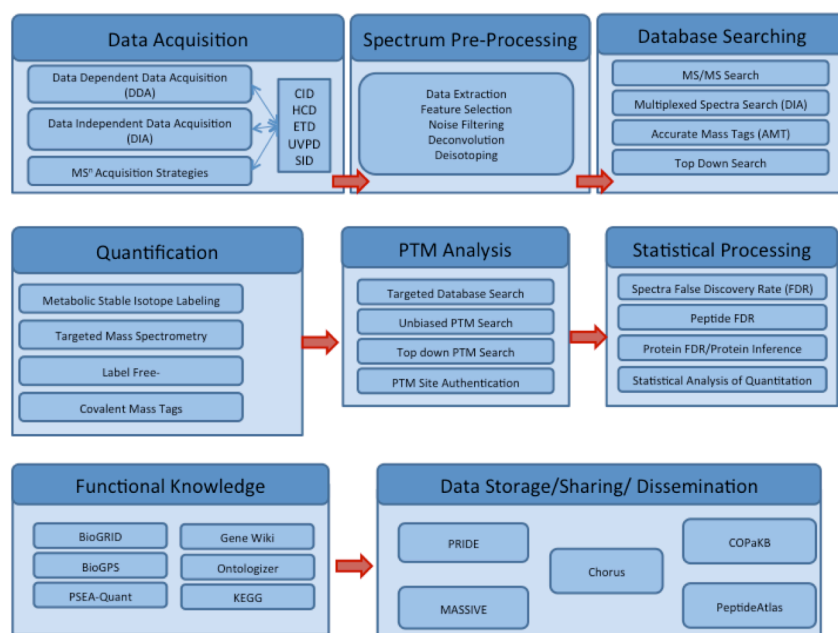 Data Acquisition
Data Dependent Data Acquisition
(DDA)
Data Independent Data Acquisition
(DIA)
MSⁿ Acquisition Strategies
CID
HCD
ETD
UVPD
SID
Spectrum Pre-Processing
Data Extraction
Feature Selection
Noise Filtering
Deconvolution
Deisotoping
Database Searching
MS/MS Search
Multiplexed Spectra Search (DIA)
Accurate Mass Tags (AMT)
Top Down Search
Quantification
Metabolic Stable Isotope Labeling
Targeted Mass Spectrometry
Label Free-
Covalent Mass Tags
PTM Analysis
Targeted Database Search
Unbiased PTM Search
Top down PTM Search
PTM Site Authentication
Statistical Processing
Spectra False Discovery Rate (FDR)
Peptide FDR
Protein FDR/Protein Inference
Statistical Analysis of Quantitation
Functional Knowledge
BioGRID
BioGPS
PSEA-Quant
Gene Wiki
Ontologizer
KEGG
Data Storage/Sharing/ Dissemination
PRIDE
MASSIVE
Chorus
COPaKB
PeptideAtlas